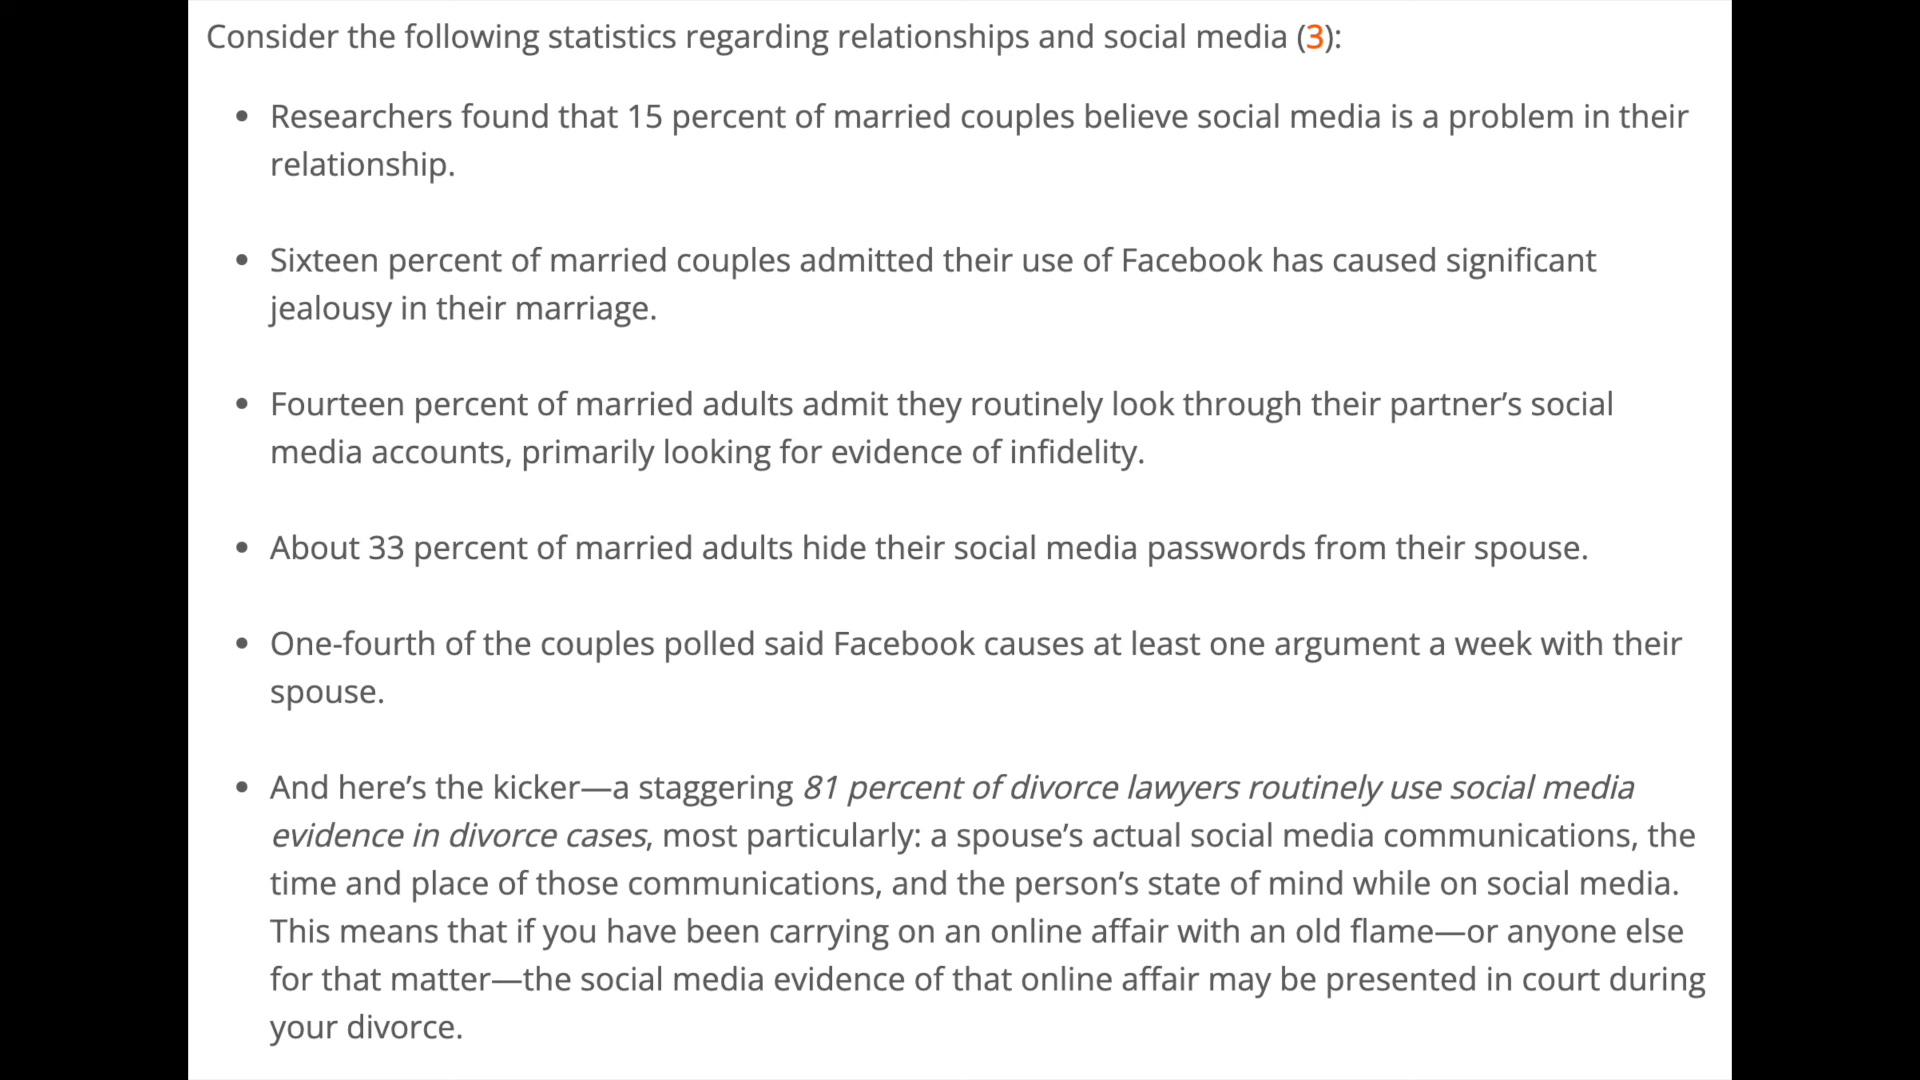 Consider the following statistics regarding relationships and social media (3):
• Researchers found that 15 percent of married couples believe social media is a problem in their
relationship.
• Sixteen percent of married couples admitted their use of Facebook has caused significant
jealousy in their marriage.
• Fourteen percent of married adults admit they routinely look through their partner’s social
media accounts, primarily looking for evidence of infidelity.
• About 33 percent of married adults hide their social media passwords from their spouse.
• One-fourth of the couples polled said Facebook causes at least one argument a week with their
spouse.
• And here’s the kicker—a staggering 81 percent of divorce lawyers routinely use social media
evidence in divorce cases, most particularly: a spouse’s actual social media communications, the
time and place of those communications, and the person’s state of mind while on social media.
This means that if you have been carrying on an online affair with an old flame—or anyone else
for that matter—the social media evidence of that online affair may be presented in court during
your divorce.